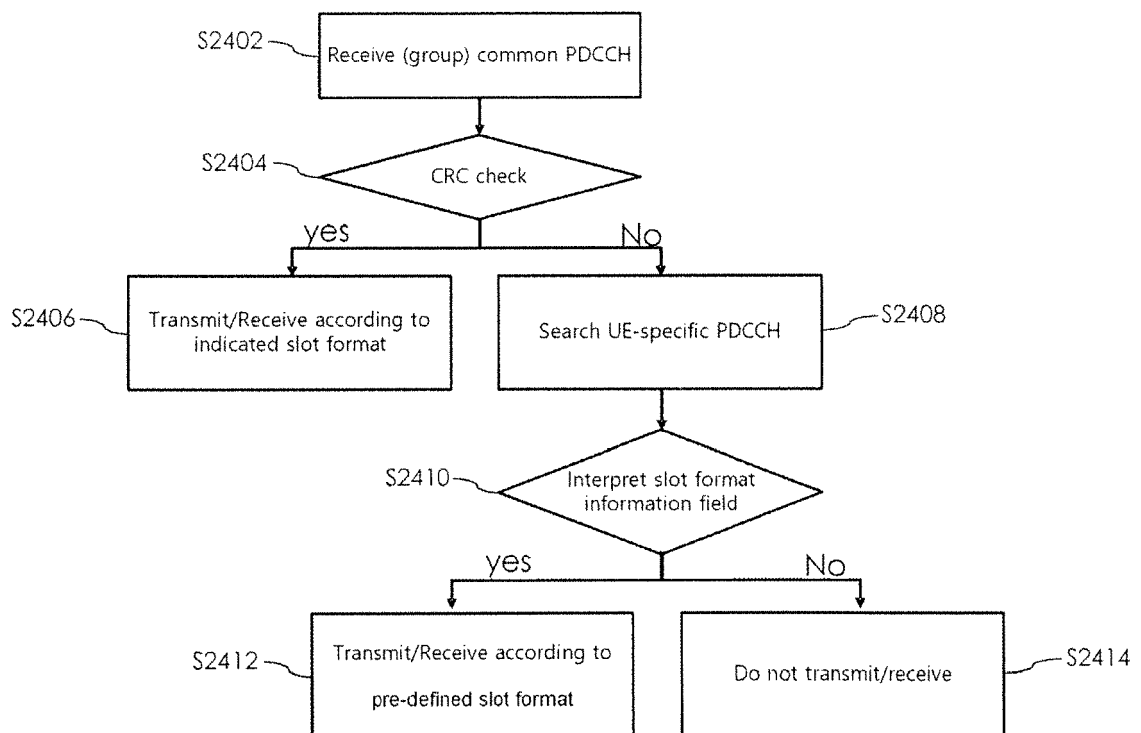 S2402
Receive (group) common PDCCH
S2404
CRC check
yes
No
S2406
Transmit/Receive according to
indicated slot format
Search UE-specific PDCCH
S2408
S2410
Interpret slot format
information field
yes
No
S2412
Transmit/Receive according to
pre-defined slot format
Do not transmit/receive
S2414